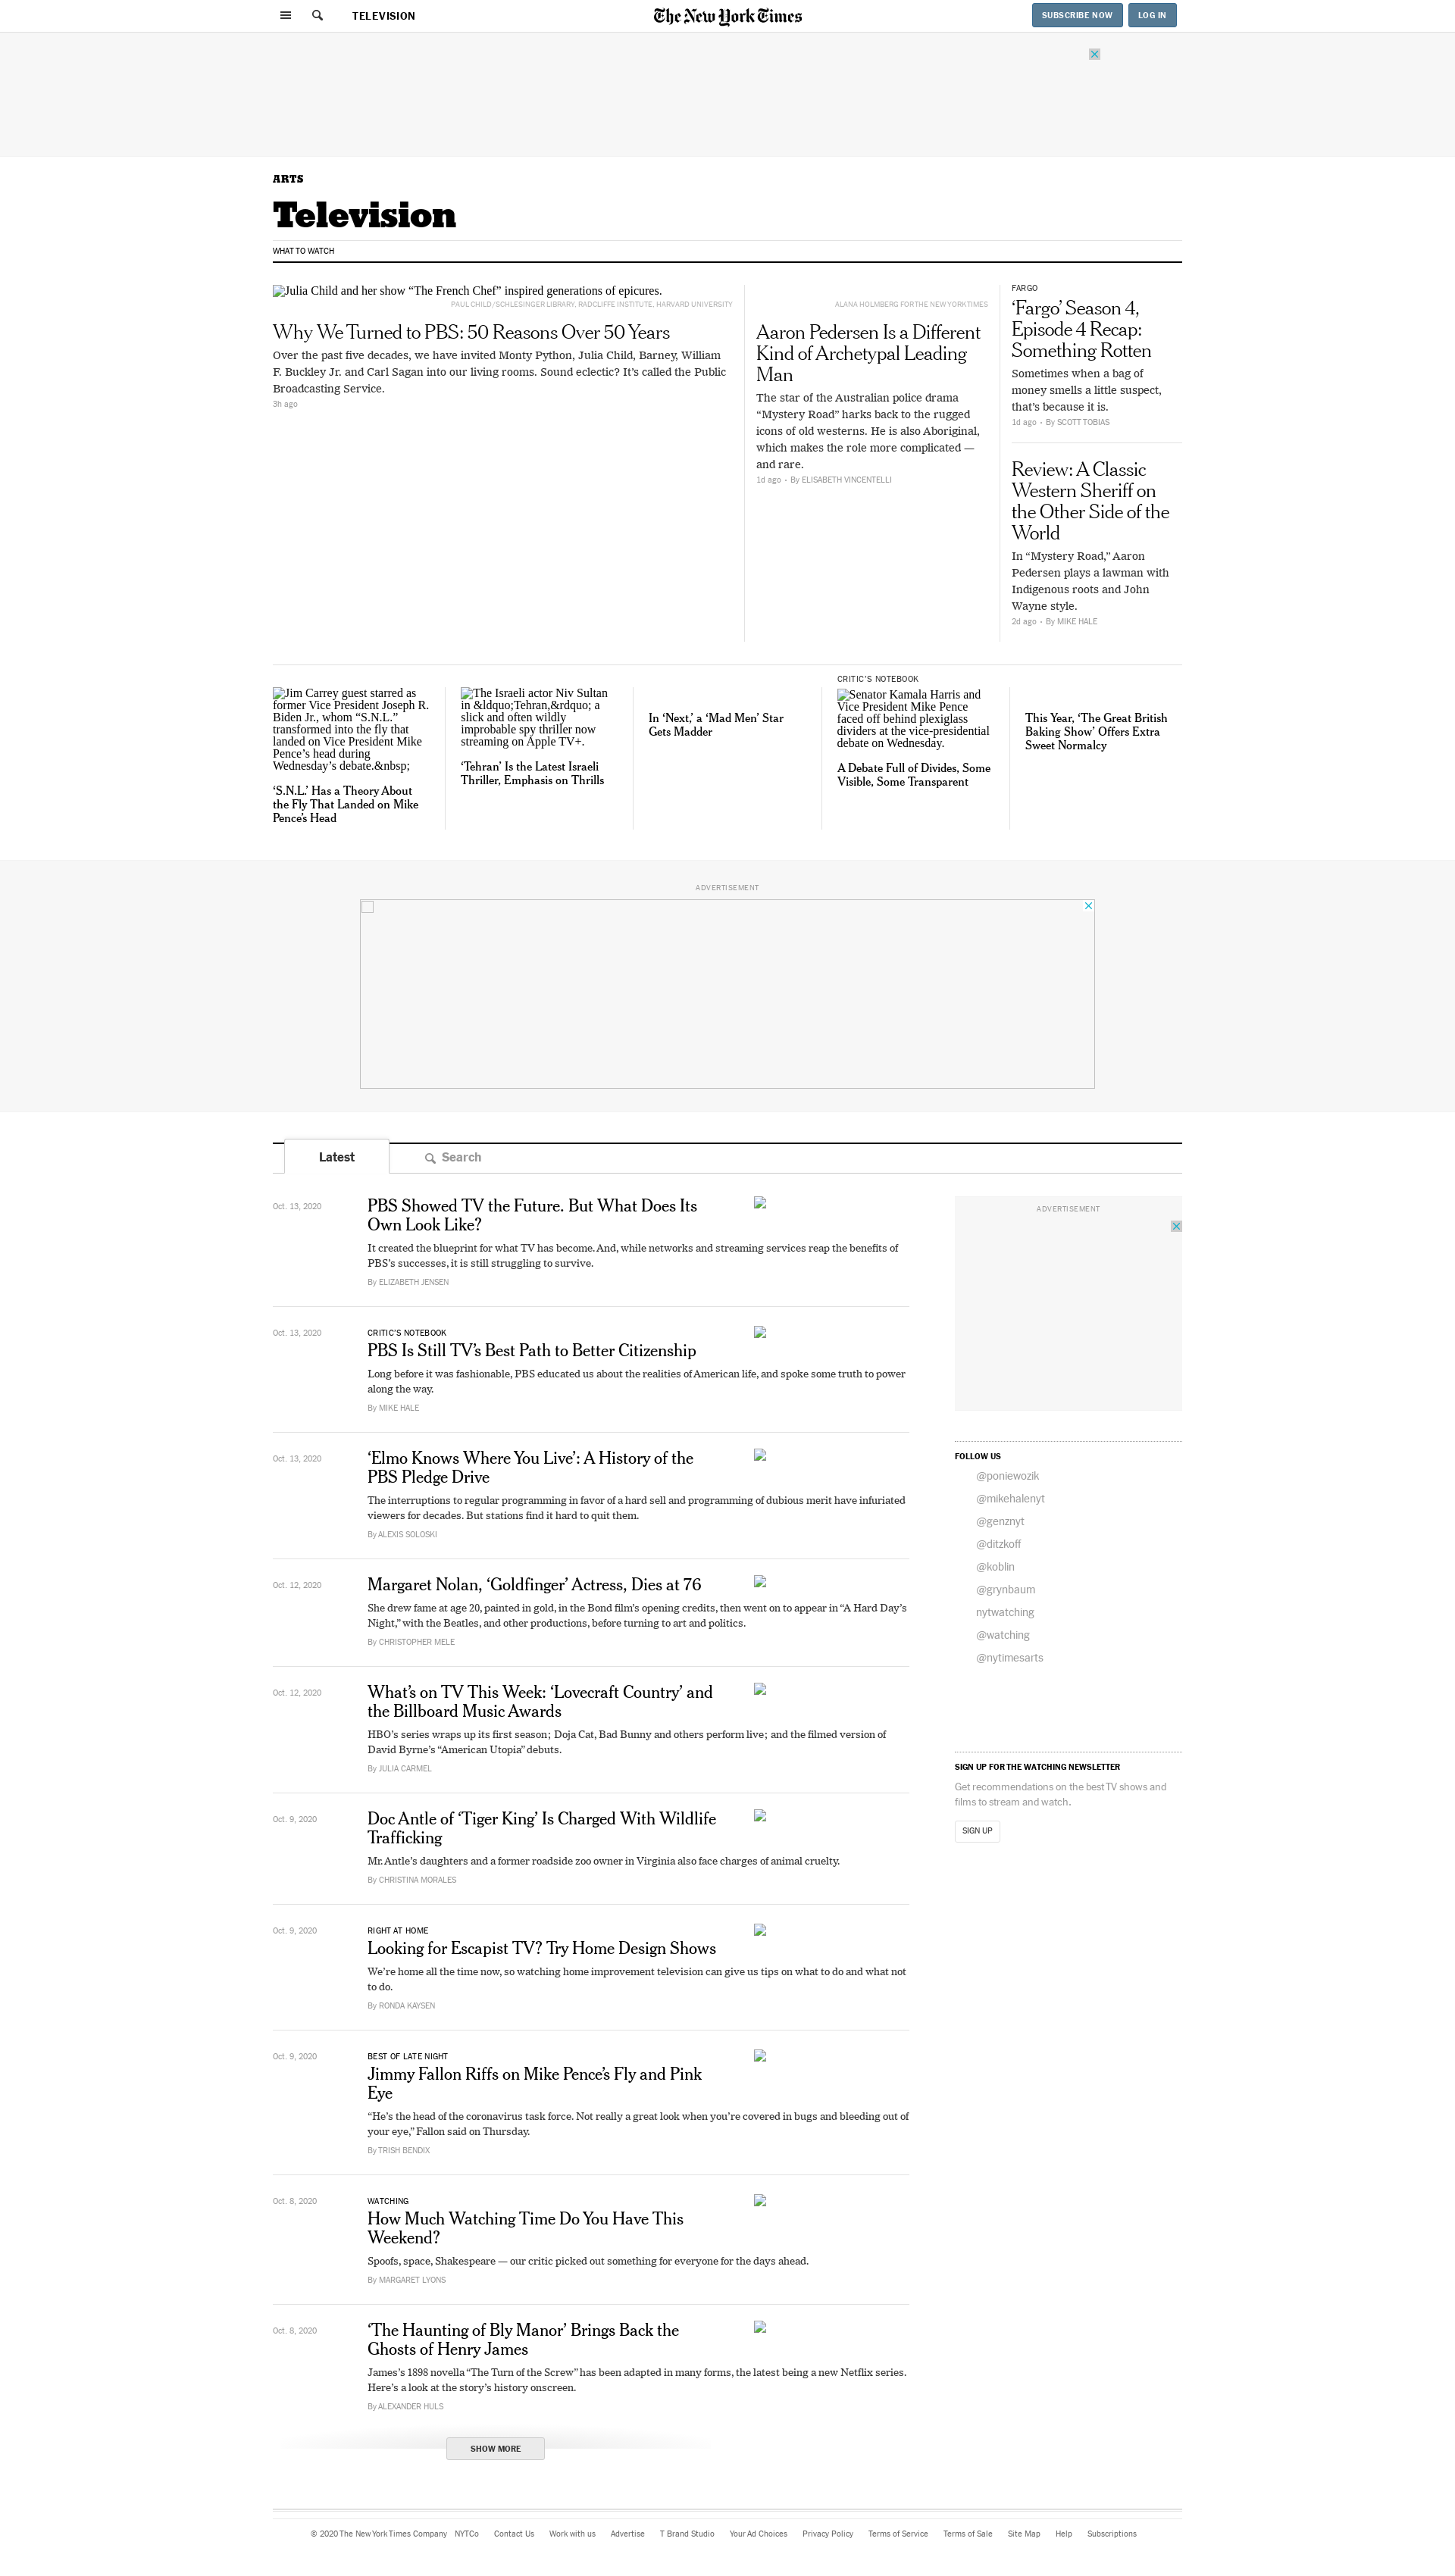 TELEVISION
The New York Times
SUBSCRIBE NOW
LOG IN
ARTS
Television
WHAT TO WATCH
Julia Child and her show “The French Chef” inspired generations of epicures.
PAUL CHILD/SCHLESINGER LIBRARY, RADCLIFFE INSTITUTE, HARVARD UNIVERSITY
Why We Turned to PBS: 50 Reasons Over 50 Years
Over the past five decades, we have invited Monty Python, Julia Child, Barney, William
F. Buckley Jr. and Carl Sagan into our living rooms. Sound eclectic? It’s called the Public
Broadcasting Service.
3h ago
ALANA HOLMBERG FOR THE NEW YORK TIMES
Aaron Pedersen Is a Different
Kind of Archetypal Leading
Man
The star of the Australian police drama
“Mystery Road” harks back to the rugged
icons of old westerns. He is also Aboriginal,
which makes the role more complicated —
and rare.
1d ago • By ELISABETH VINCENTELLI
FARGO
‘Fargo’ Season 4,
Episode 4 Recap:
Something Rotten
Sometimes when a bag of
money smells a little suspect,
that’s because it is.
1d ago • By SCOTT TOBIAS
Review: A Classic
Western Sheriff on
the Other Side of the
World
In “Mystery Road,” Aaron
Pedersen plays a lawman with
Indigenous roots and John
Wayne style.
2d ago • By MIKE HALE
Jim Carrey guest starred as
former Vice President Joseph R.
Biden Jr., whom “S.N.L.”
transformed into the fly that
landed on Vice President Mike
Pence’s head during
Wednesday’s debate.&nbsp;
‘S.N.L.’ Has a Theory About
the Fly That Landed on Mike
Pence’s Head
The Israeli actor Niv Sultan
in &ldquo;Tehran,&rdquo; a
slick and often wildly
improbable spy thriller now
streaming on Apple TV+.
‘Tehran’ Is the Latest Israeli
Thriller, Emphasis on Thrills
In ‘Next,’ a ‘Mad Men’ Star
Gets Madder
CRITIC’S NOTEBOOK
Senator Kamala Harris and
Vice President Mike Pence
faced off behind plexiglass
dividers at the vice-presidential
debate on Wednesday.
A Debate Full of Divides, Some
Visible, Some Transparent
This Year, ‘The Great British
Baking Show’ Offers Extra
Sweet Normalcy
ADVERTISEMENT
Latest
Search
Oct. 13, 2020
PBS Showed TV the Future. But What Does Its
Own Look Like?
It created the blueprint for what TV has become. And, while networks and streaming services reap the benefits of
PBS’s successes, it is still struggling to survive.
By ELIZABETH JENSEN
Oct. 13, 2020
CRITIC’S NOTEBOOK
PBS Is Still TV’s Best Path to Better Citizenship
Long before it was fashionable, PBS educated us about the realities of American life, and spoke some truth to power
along the way.
By MIKE HALE
Oct. 13, 2020
‘Elmo Knows Where You Live’: A History of the
PBS Pledge Drive
The interruptions to regular programming in favor of a hard sell and programming of dubious merit have infuriated
viewers for decades. But stations find it hard to quit them.
By ALEXIS SOLOSKI
Oct. 12, 2020
Margaret Nolan, ‘Goldfinger’ Actress, Dies at 76
She drew fame at age 20, painted in gold, in the Bond film’s opening credits, then went on to appear in “A Hard Day’s
Night,” with the Beatles, and other productions, before turning to art and politics.
By CHRISTOPHER MELE
Oct. 12, 2020
What’s on TV This Week: ‘Lovecraft Country’ and
the Billboard Music Awards
HBO’s series wraps up its first season; Doja Cat, Bad Bunny and others perform live; and the filmed version of
David Byrne’s “American Utopia” debuts.
By JULIA CARMEL
Oct. 9, 2020
Doc Antle of ‘Tiger King’ Is Charged With Wildlife
Trafficking
Mr. Antle’s daughters and a former roadside zoo owner in Virginia also face charges of animal cruelty.
By CHRISTINA MORALES
Oct. 9, 2020
RIGHT AT HOME
Looking for Escapist TV? Try Home Design Shows
We’re home all the time now, so watching home improvement television can give us tips on what to do and what not
to do.
By RONDA KAYSEN
Oct. 9, 2020
BEST OF LATE NIGHT
Jimmy Fallon Riffs on Mike Pence’s Fly and Pink
Eye
“He’s the head of the coronavirus task force. Not really a great look when you’re covered in bugs and bleeding out of
your eye,” Fallon said on Thursday.
By TRISH BENDIX
Oct. 8, 2020
WATCHING
How Much Watching Time Do You Have This
Weekend?
Spoofs, space, Shakespeare — our critic picked out something for everyone for the days ahead.
By MARGARET LYONS
Oct. 8, 2020
‘The Haunting of Bly Manor’ Brings Back the
Ghosts of Henry James
James’s 1898 novella “The Turn of the Screw” has been adapted in many forms, the latest being a new Netflix series.
Here’s a look at the story’s history onscreen.
By ALEXANDER HULS
SHOW MORE
ADVERTISEMENT
FOLLOW US
@poniewozik
@mikehalenyt
@genznyt
@ditzkoff
@koblin
@grynbaum
nytwatching
@watching
@nytimesarts
SIGN UP FOR THE WATCHING NEWSLETTER
Get recommendations on the best TV shows and
films to stream and watch.
SIGN UP
© 2020 The New York Times Company NYTCo Contact Us Work with us Advertise T Brand Studio Your Ad Choices Privacy Policy Terms of Service Terms of Sale Site Map Help Subscriptions